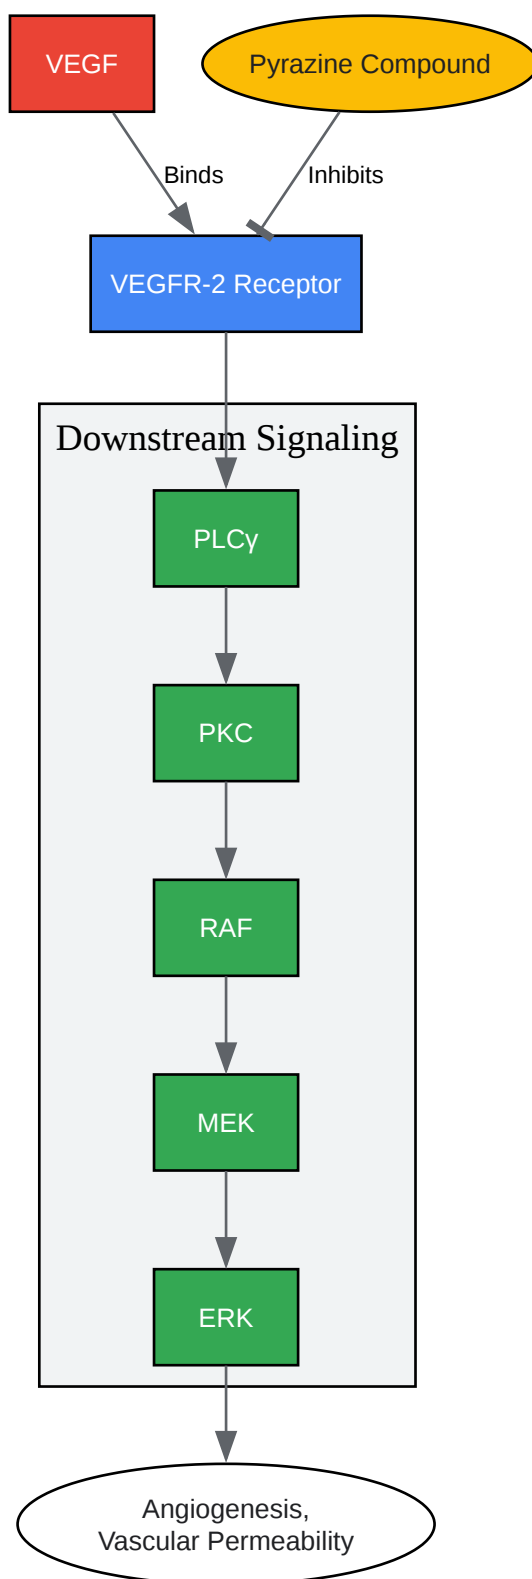 VEGF
Pyrazine Compound
Binds
Inhibits
VEGFR-2 Receptor
Downstream Signaling
PLCγ
PKC
RAF
MEK
ERK
Angiogenesis,
Vascular Permeability